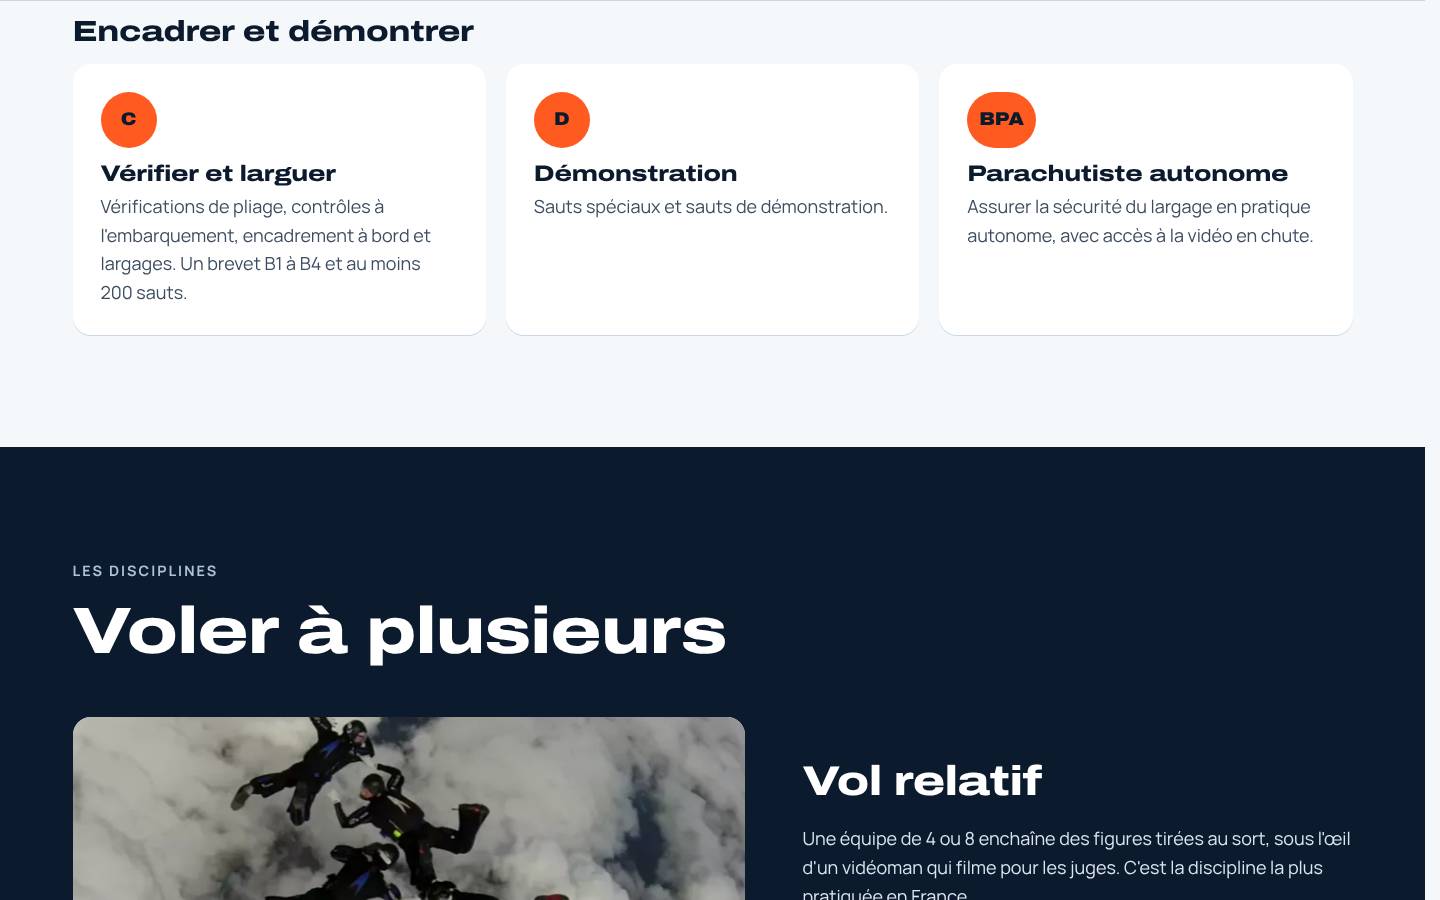 Encadrer et démontrer
C
Vérifier et larguer
Vérifications de pliage, contrôles à
l'embarquement, encadrement à bord et
largages. Un brevet B1 à B4 et au moins
200 sauts.
D
Démonstration
Sauts spéciaux et sauts de démonstration.
BPA
Parachutiste autonome
Assurer la sécurité du largage en pratique
autonome, avec accès à la vidéo en chute.
LES DISCIPLINES
Voler à plusieurs
Vol relatif
Une équipe de 4 ou 8 enchaîne des figures tirées au sort, sous l'œil
d'un vidéoman qui filme pour les juges. C'est la discipline la plus
pratiquée en France.